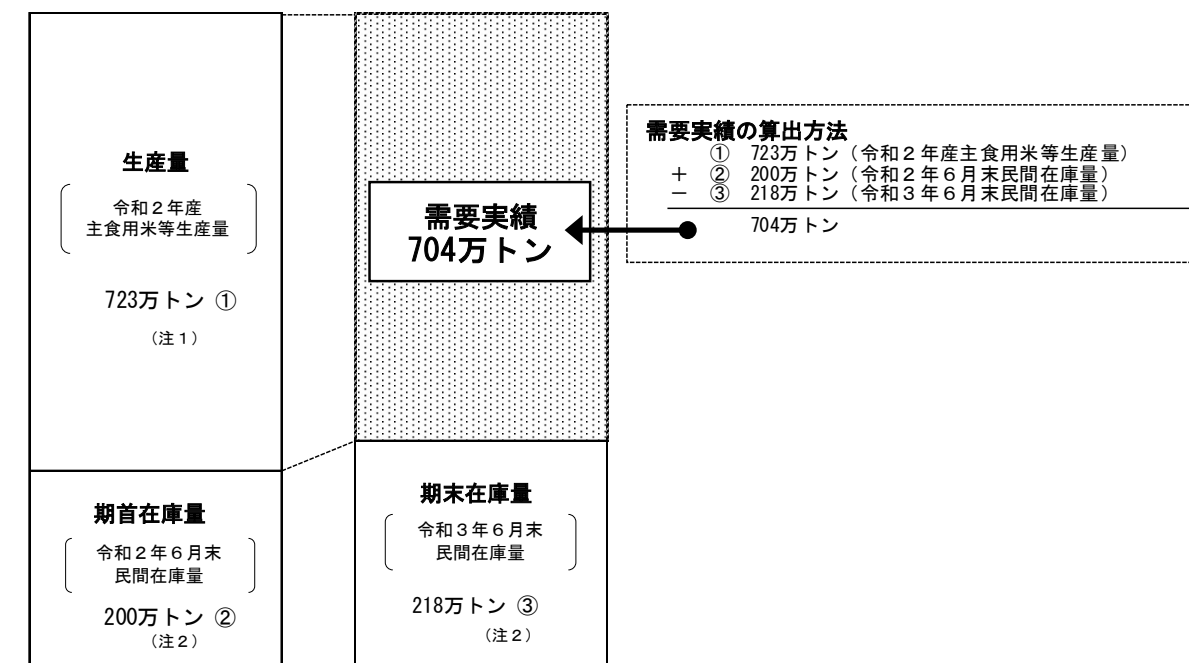 生産量
令和２年産
主食用米等生産量
723万トン ①
（注１）
期首在庫量
令和２年６月末
民間在庫量
200万トン ②
（注２）
需要実績
704万トン
期末在庫量
令和３年６月末
民間在庫量
218万トン ③
（注２）
需要実績の算出方法
① 723万トン（令和２年産主食用米等生産量）
＋ ② 200万トン（令和２年６月末民間在庫量）
－ ③ 218万トン（令和３年６月末民間在庫量）
704万トン